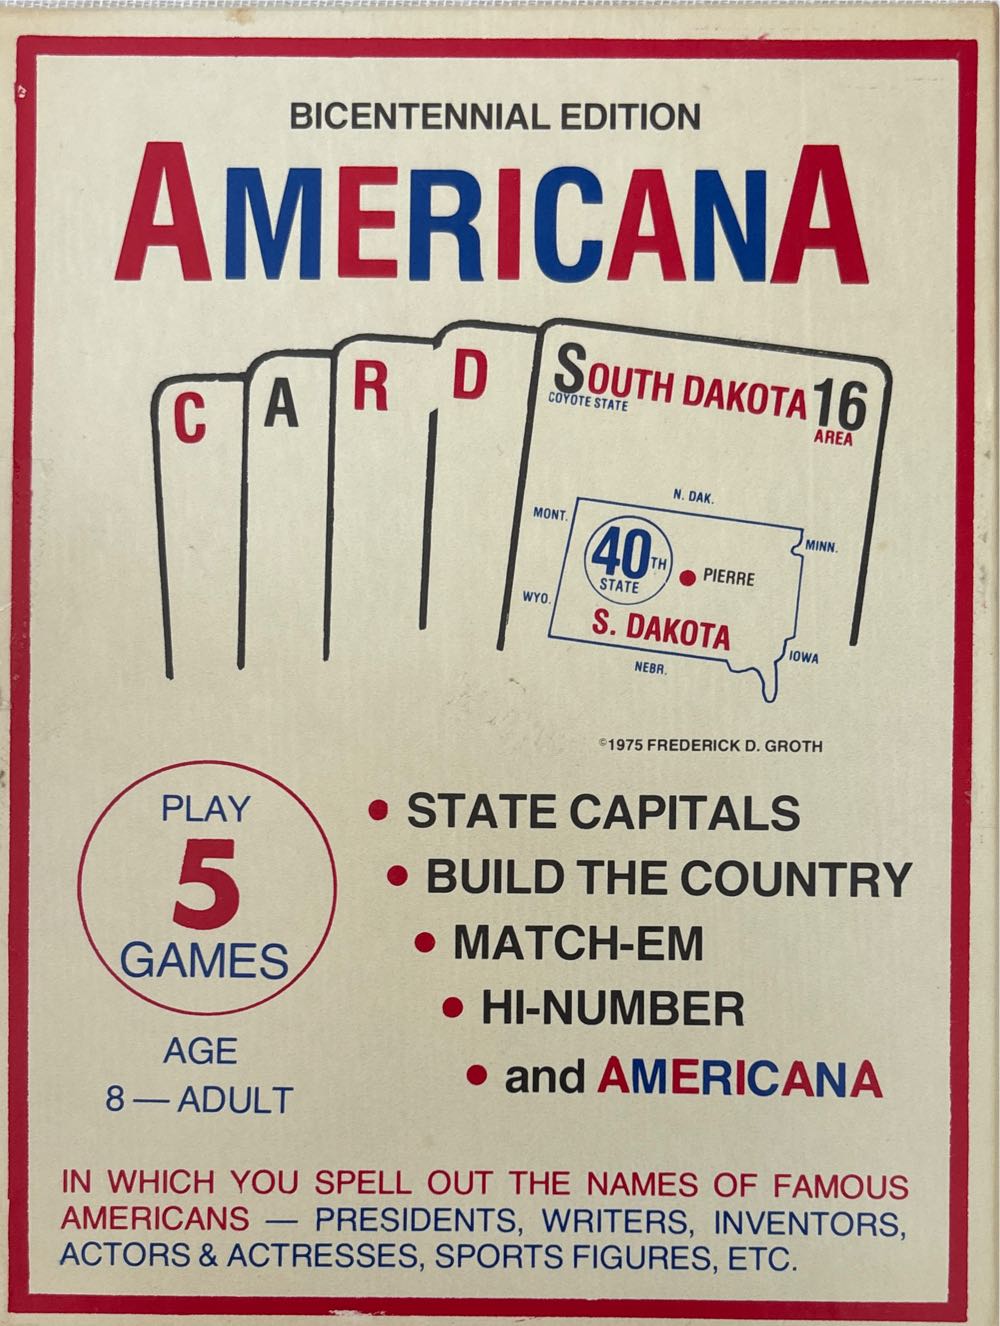 BICENTENNIAL EDITION
AMERICANA
C A R D
SOUTH DAKOTA 16
COYOTE STATE
AREA
N. DAK.
MONT.
MINN.
40TH
STATE
PIERRE
WYO.
S. DAKOTA
IOWA
NEBR.
©1975 FREDERICK D. GROTH
PLAY
5
GAMES
AGE
8 — ADULT
• STATE CAPITALS
• BUILD THE COUNTRY
• MATCH-EM
• HI-NUMBER
• and AMERICANA
IN WHICH YOU SPELL OUT THE NAMES OF FAMOUS
AMERICANS — PRESIDENTS, WRITERS, INVENTORS,
ACTORS & ACTRESSES, SPORTS FIGURES, ETC.